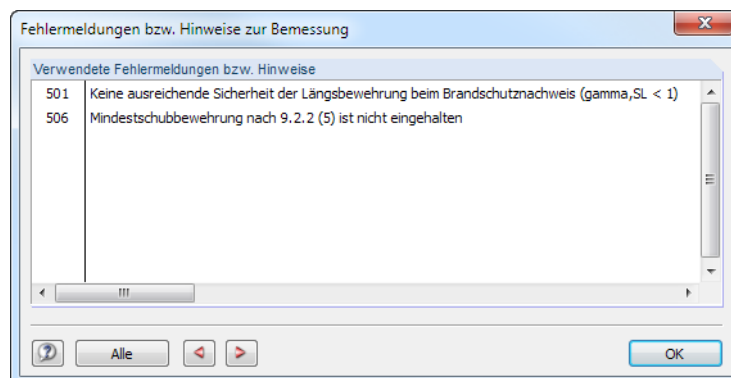 Fehlermeldungen bzw. Hinweise zur Bemessung
Verwendete Fehlermeldungen bzw. Hinweise
501 Keine ausreichende Sicherheit der Längsbewehrung beim Brandschutznachweis (gamma,SL < 1)
506 Mindestschubbewehrung nach 9.2.2 (5) ist nicht eingehalten
Alle OK